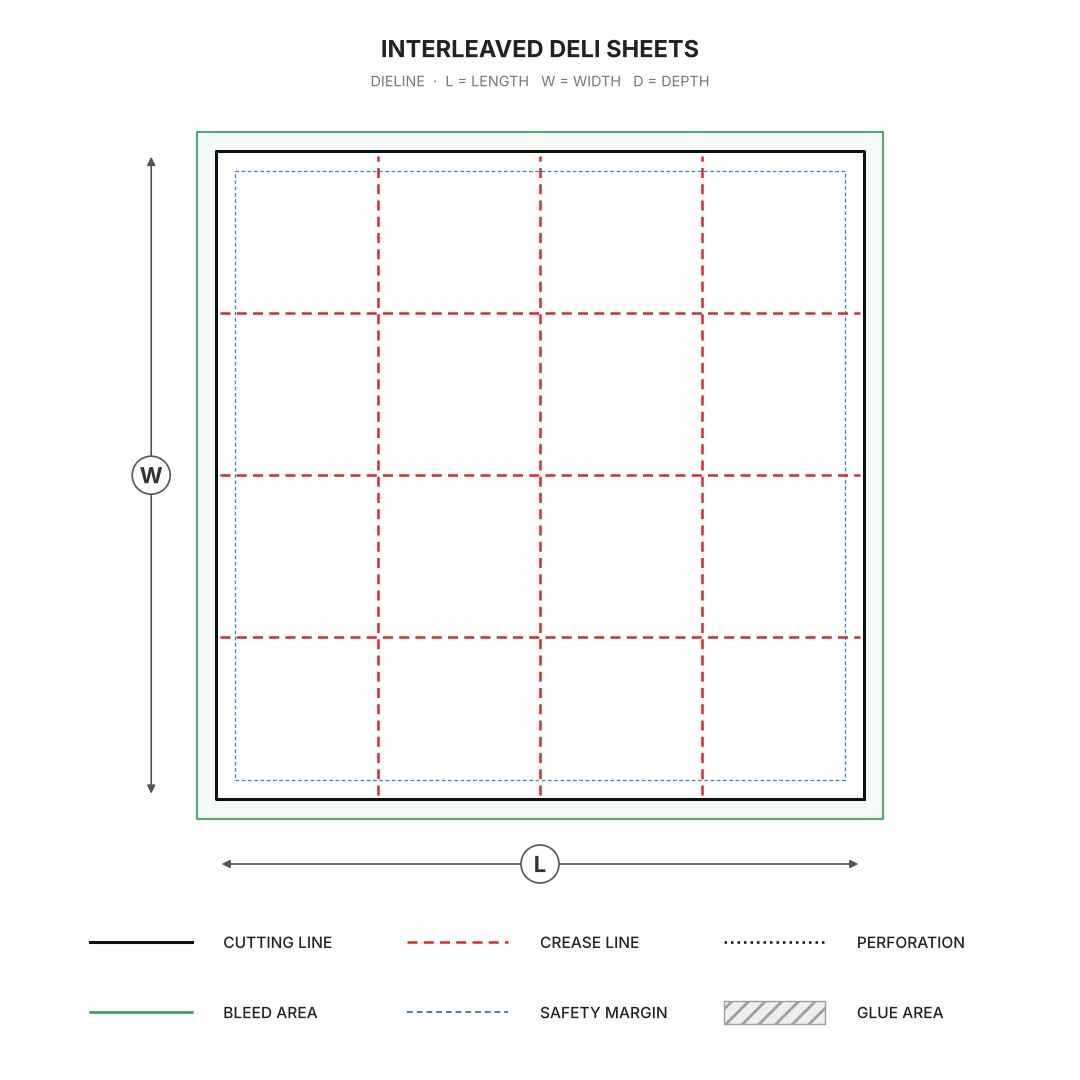 INTERLEAVED DELI SHEETS
DIELINE · L = LENGTH W = WIDTH D = DEPTH
W
L
CUTTING LINE
CREASE LINE
PERFORATION
BLEED AREA
SAFETY MARGIN
GLUE AREA